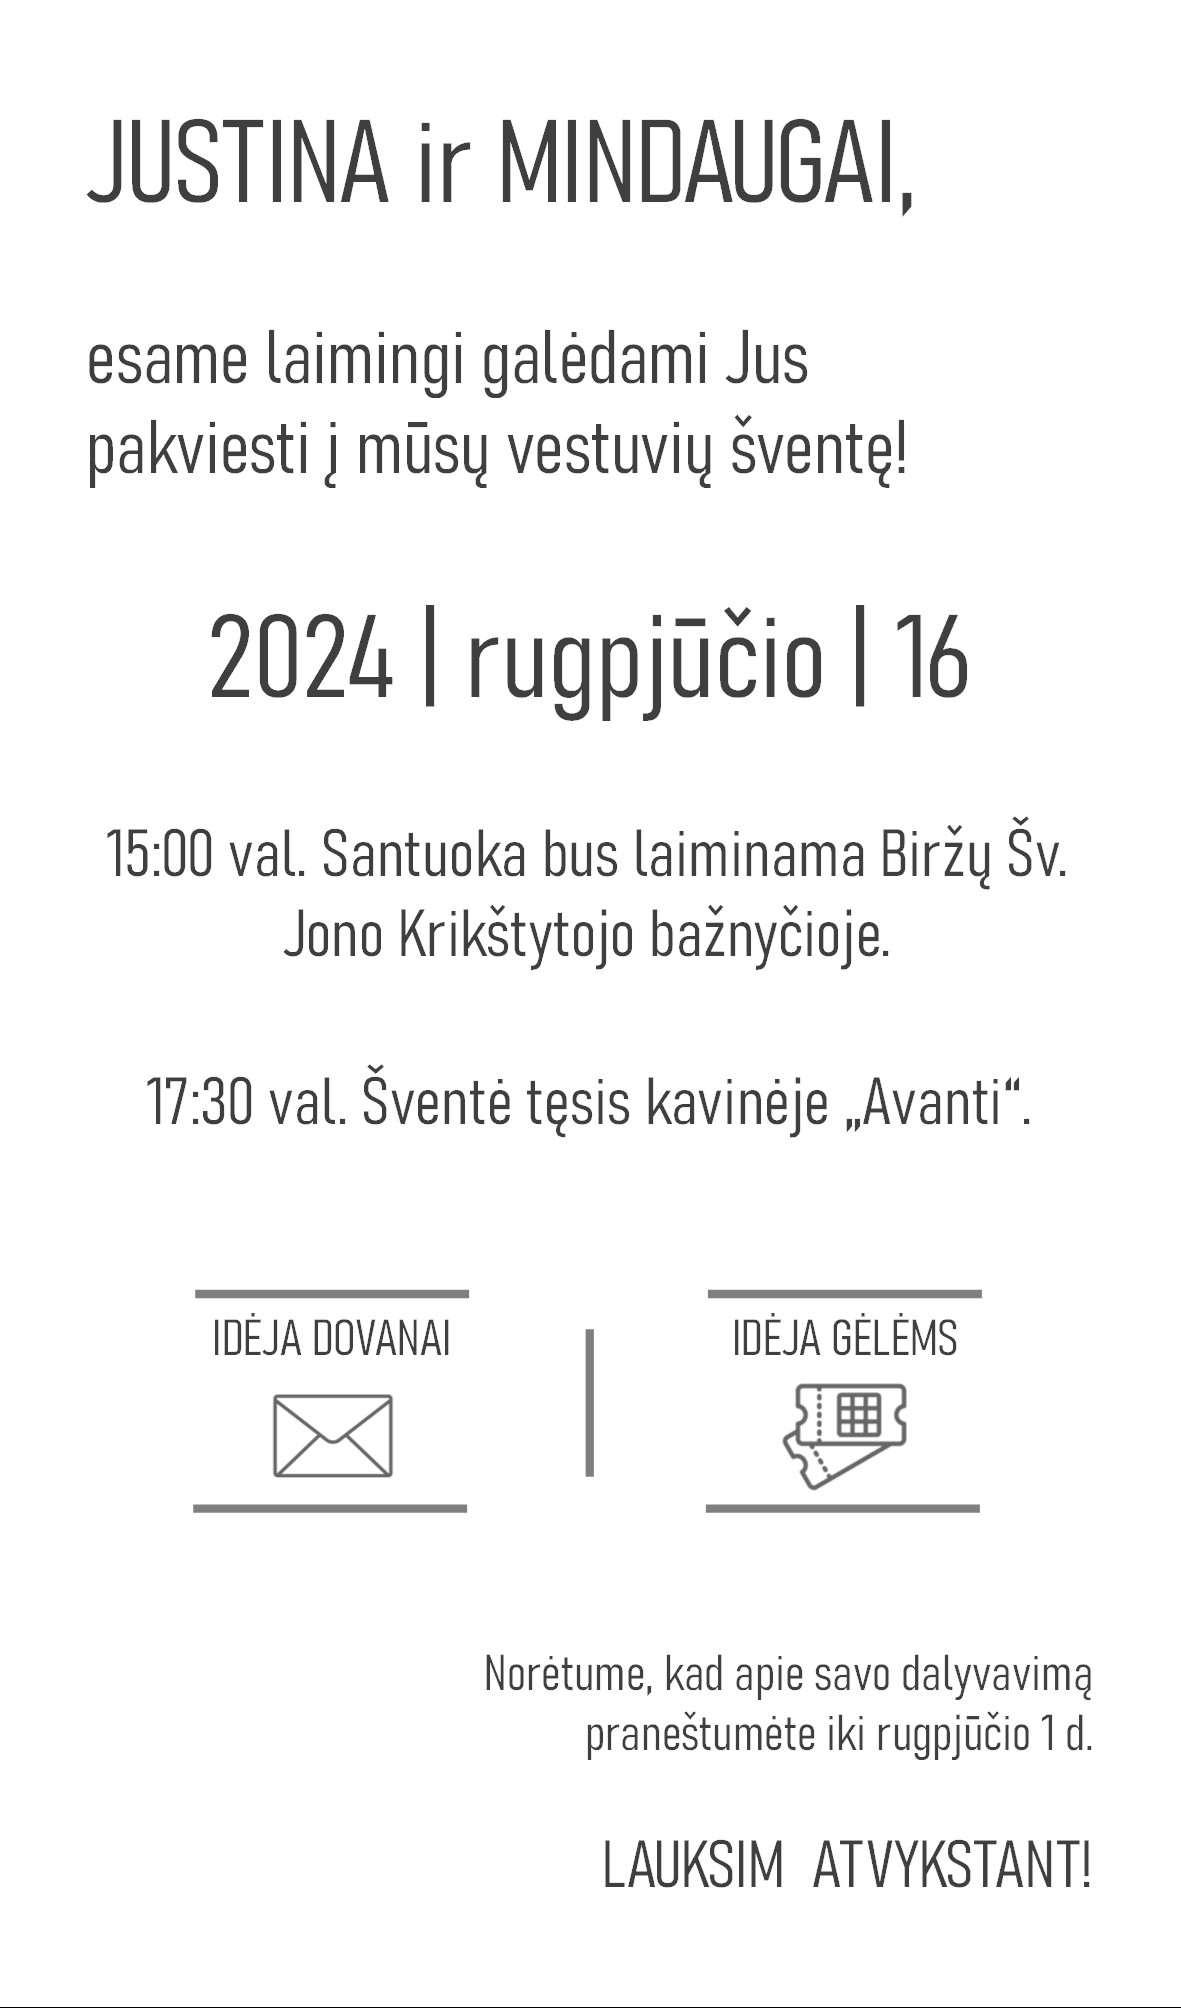 JUSTINA ir MINDAUGAI,
esame laimingi galėdami Jus
pakviesti į mūsų vestuvių šventę!
2024 | rugpjūčio | 16
15:00 val. Santuoka bus laiminama Biržų Šv.
Jono Krikštytojo bažnyčioje.
17:30 val. Šventė tęsis kavinėje „Avanti“.
IDĖJA DOVANAI
IDĖJA GĖLĖMS
Norėtume, kad apie savo dalyvavimą
praneštumėte iki rugpjūčio 1 d.
LAUKSIM ATVYKSTANT!